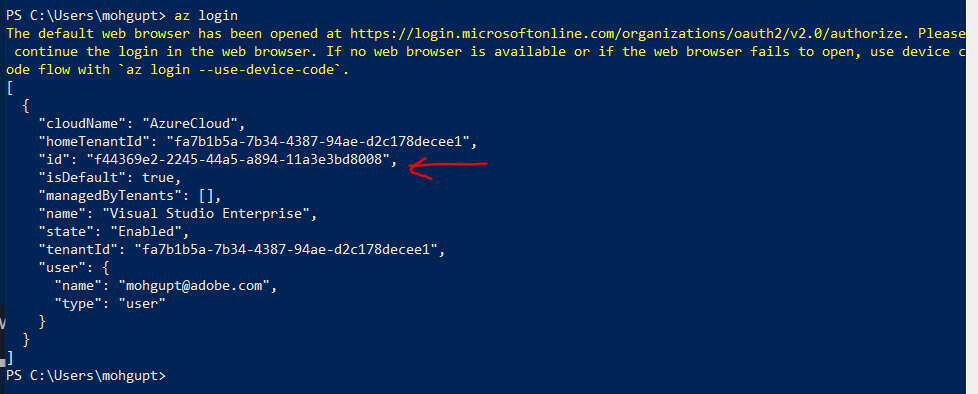 PS C:\Users\mohgupt> az login
The default web browser has been opened at https://login.microsoftonline.com/organizations/oauth2/v2.0/authorize. Please
 continue the login in the web browser. If no web browser is available or if the web browser fails to open, use device c
ode flow with `az login --use-device-code`.
[
  {
    "cloudName": "AzureCloud",
    "homeTenantId": "fa7b1b5a-7b34-4387-94ae-d2c178decee1",
    "id": "f44369e2-2245-44a5-a894-11a3e3bd8008",
    "isDefault": true,
    "managedByTenants": [],
    "name": "Visual Studio Enterprise",
    "state": "Enabled",
    "tenantId": "fa7b1b5a-7b34-4387-94ae-d2c178decee1",
    "user": {
      "name": "mohgupt@adobe.com",
      "type": "user"
    }
  }
]
PS C:\Users\mohgupt>